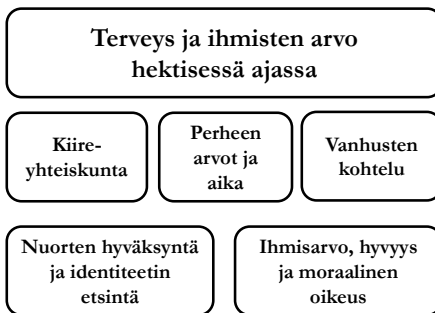 Terveys ja ihmisten arvo
hektisessä ajassa
Kiire-
yhteiskunta
Perheen
arvot ja
aika
Vanhusten
kohtelu
Nuorten hyväksyntä
ja identiteetin
etsintä
Ihmisarvo, hyvyys
ja moraalinen
oikeus